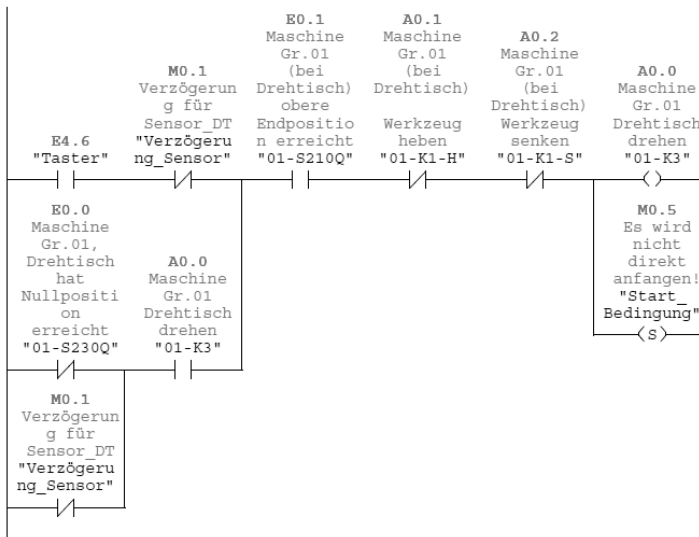 E4.6
"Taster"
M0.1
Verzögerun
g für
Sensor_DT
"Verzögeru
ng_Sensor"
E0.1
Maschine
Gr.01
(bei
Drehtisch)
obere
Endpositio
n erreicht
"01-S210Q"
A0.1
Maschine
Gr.01
(bei
Drehtisch)
Werkzeug
heben
"01-K1-H"
A0.2
Maschine
Gr.01
(bei
Drehtisch)
Werkzeug
senken
"01-K1-S"
A0.0
Maschine
Gr.01
Drehtisch
drehen
"01-K3"
E0.0
Maschine
Gr.01,
Drehtisch
hat
Nullpositi
on
erreicht
"01-S230Q"
A0.0
Maschine
Gr.01
Drehtisch
drehen
"01-K3"
M0.5
Es wird
nicht
direkt
anfangen!
"Start_
Bedingung"
S
M0.1
Verzögerun
g für
Sensor_DT
"Verzögeru
ng_Sensor"